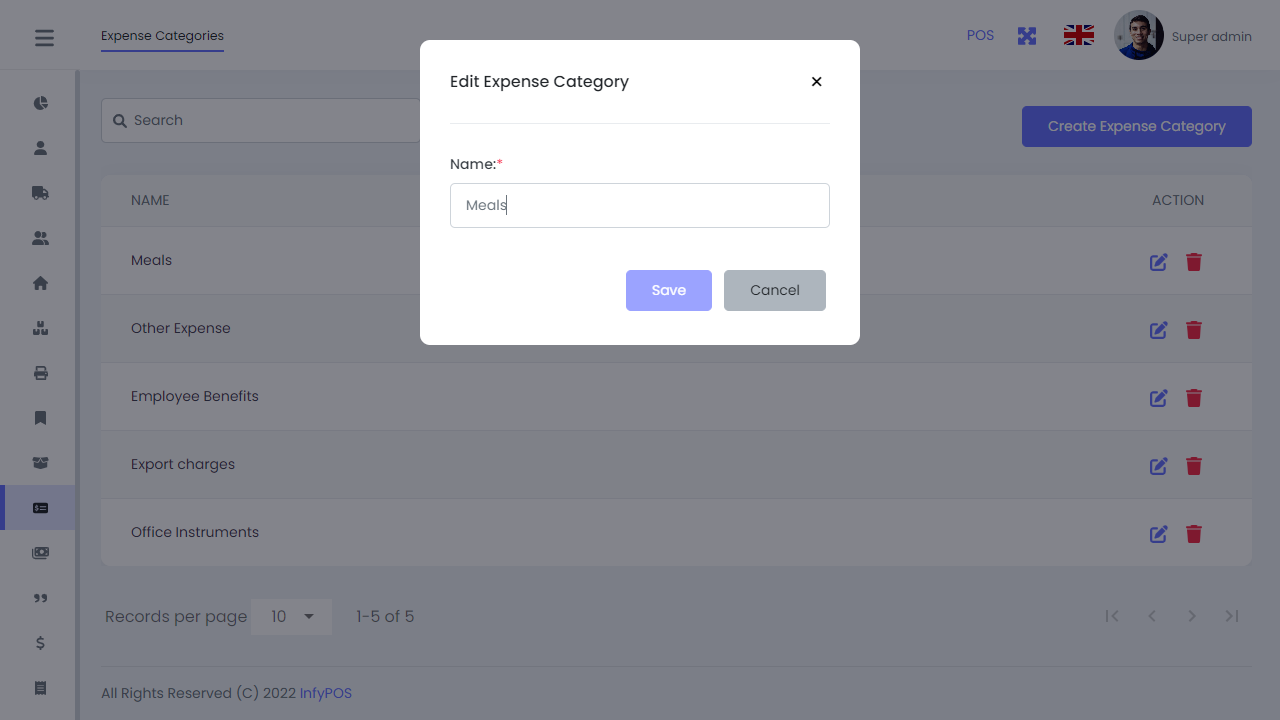 Expense Categories
POS
Super admin
Edit Expense Category
Search
Create Expense Category
Name:*
Meals
Save
Cancel
NAME
ACTION
Meals
Other Expense
Employee Benefits
Export charges
Office Instruments
Records per page 10 1-5 of 5
All Rights Reserved (C) 2022 InfyPOS